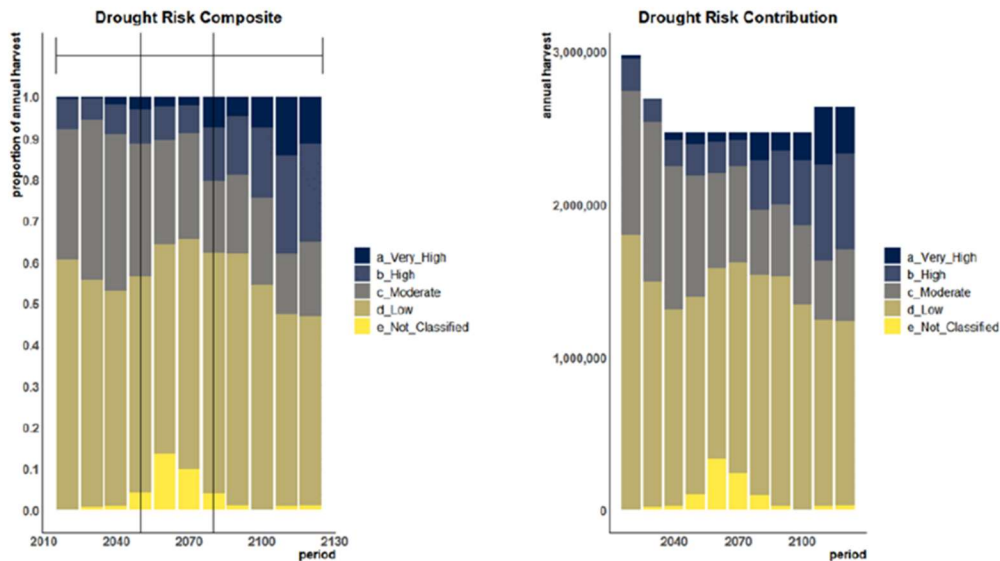 Drought Risk Composite
proportion of annual harvest
1.0
0.9
0.8
0.7
0.6
0.5
0.4
0.3
0.2
0.1
0.0
2010
2040
2070
2100
2130
period
a_Very_High
b_High
c_Moderate
d_Low
e_Not_Classified
Drought Risk Contribution
annual harvest
3,000,000
2,000,000
1,000,000
0
2040
2070
2100
period
a_Very_High
b_High
c_Moderate
d_Low
e_Not_Classified